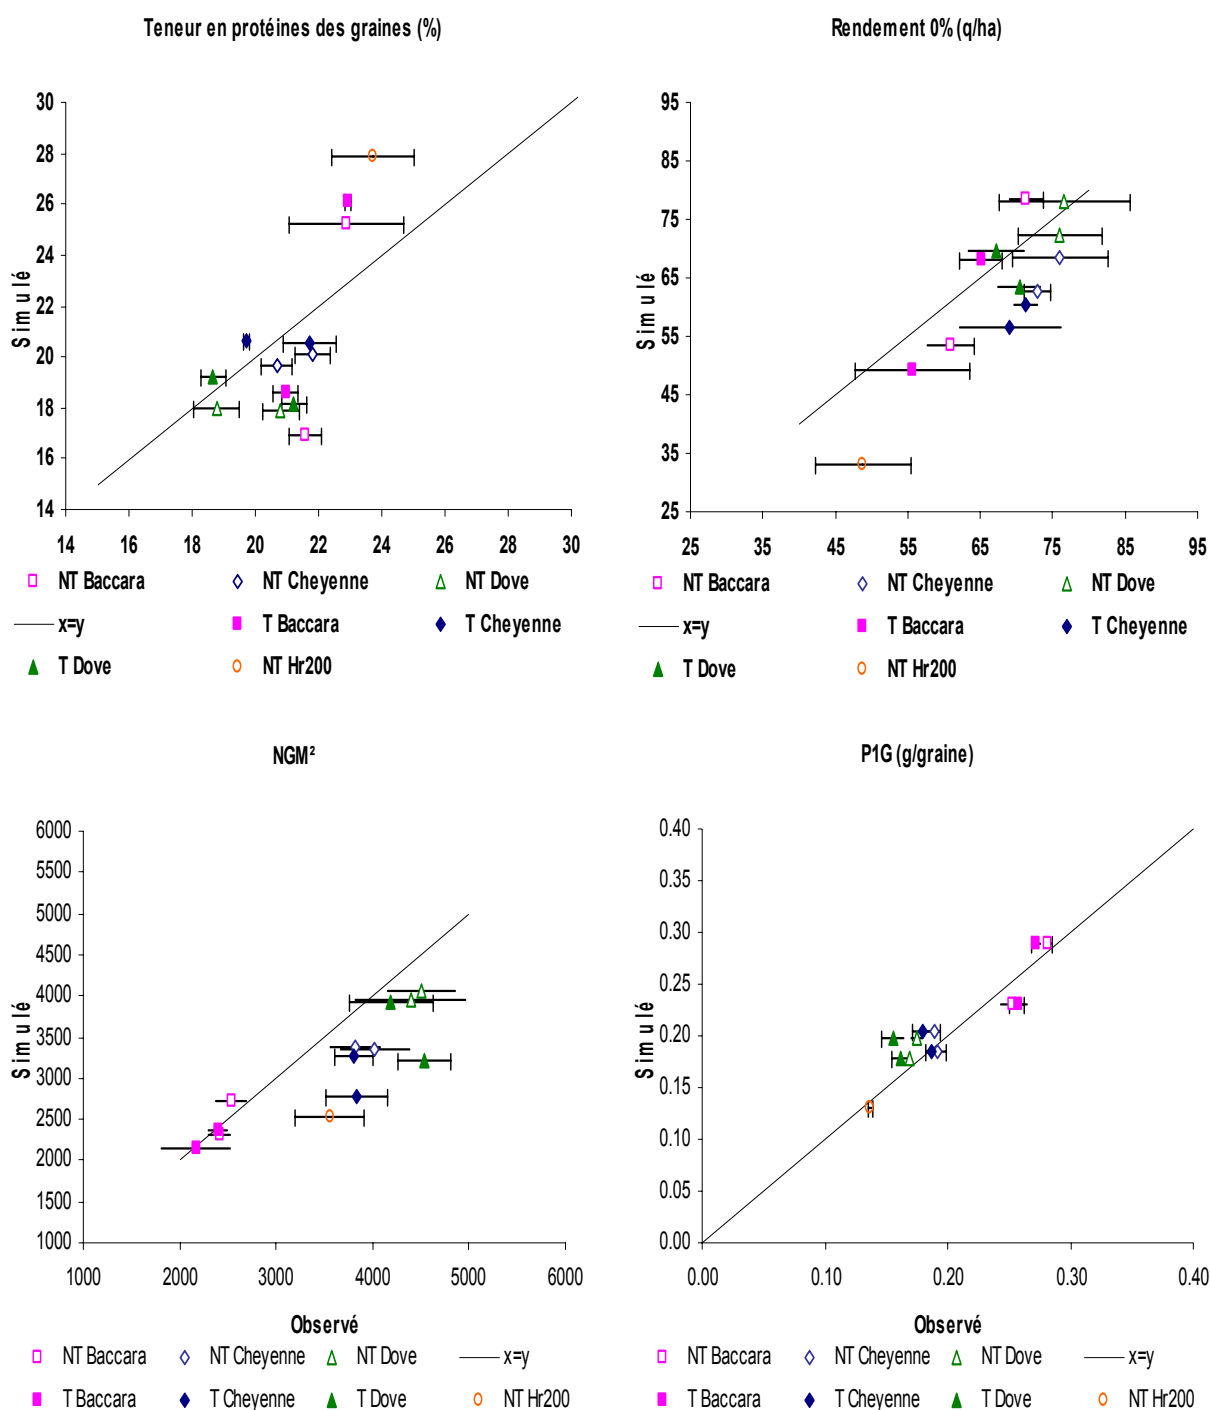 Teneur en protéines des graines (%)
30
28
26
24
22
20
18
16
14
Simulé
14 16 18 20 22 24 26 28 30
NT Baccara NT Cheyenne NT Dove
x=y T Baccara T Cheyenne
T Dove NT Hr200
Rendement 0% (q/ha)
95
85
75
65
55
45
35
25
Simulé
25 35 45 55 65 75 85 95
NT Baccara NT Cheyenne NT Dove
x=y T Baccara T Cheyenne
T Dove NT Hr200
NGM²
6000
5000
5000
4000
4000
3000
3000
2000
2000
1000
Simulé
1000 2000 3000 4000 5000 6000
Observé
NT Baccara NT Cheyenne NT Dove x=y
T Baccara T Cheyenne T Dove NT Hr200
P1G (g/graine)
0.40
0.35
0.30
0.25
0.20
0.15
0.10
0.05
0.00
Simulé
0.00 0.10 0.20 0.30 0.40
Observé
NT Baccara NT Cheyenne NT Dove x=y
T Baccara T Cheyenne T Dove NT Hr200